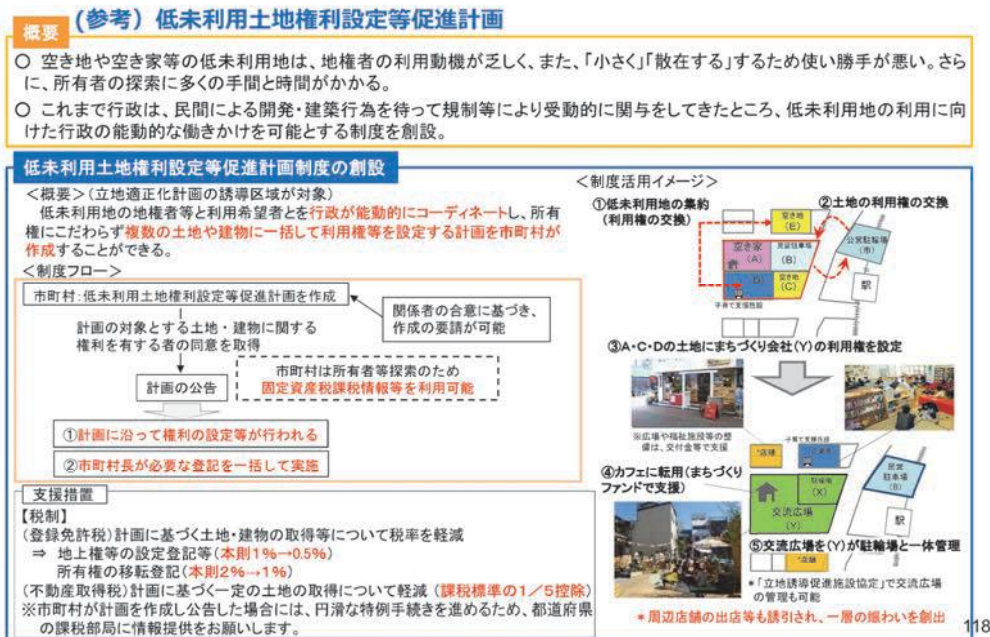 (参考) 低未利用土地権利設定等促進計画
概要
○ 空き地や空き家等の低未利用地は、地権者の利用動機が乏しく、また、「小さく」「散在する」するため使い勝手が悪い。さら
に、所有者の探索に多くの手間と時間がかかる。
○ これまで行政は、民間による開発・建築行為を待って規制等により受動的に関与をしてきたところ、低未利用地の利用に向
けた行政の能動的な働きかけを可能とする制度を創設。
低未利用土地権利設定等促進計画制度の創設
<概要>(立地適正化計画の誘導区域が対象)
低未利用地の地権者等と利用希望者とを行政が能動的にコーディネートし、所有
権にこだわらず複数の土地や建物に一括して利用権等を設定する計画を市町村が
作成することができる。
<制度フロー>
市町村:低未利用土地権利設定等促進計画を作成
関係者の合意に基づき、
作成の要請が可能
計画の対象とする土地・建物に関する
権利を有する者の同意を取得
計画の公告
市町村は所有者等探索のため
固定資産税課税情報等を利用可能
①計画に沿って権利の設定等が行われる
②市町村長が必要な登記を一括して実施
支援措置
【税制】
(登録免許税)計画に基づく土地・建物の取得等について税率を軽減
⇒ 地上権等の設定登記等(本則1%→0.5%)
所有権の移転登記(本則2%→1%)
(不動産取得税)計画に基づく一定の土地の取得について軽減 (課税標準の1/5控除)
※市町村が計画を作成し公告した場合には、円滑な特例手続きを進めるため、都道府県
の課税部局に情報提供をお願いします。
<制度活用イメージ>
①低未利用地の集約
(利用権の交換)
②土地の利用権の交換
空き地
(E)
公営駐輪場
(市)
空き家
(A)
民営駐車場
(B)
空き地
(C)
駅
子育て支援施設
③A・C・Dの土地にまちづくり会社(Y)の利用権を設定
※広場や福祉施設等の整
備は、交付金等で支援
子育て支援施設
*店舗
④カフェに転用(まちづくり
ファンドで支援)
駐輪場
(X)
交流広場
(Y)
民営
駐車場
(B)
駅
⑤交流広場を(Y)が駐輪場と一体管理
*店舗
*「立地誘導促進施設協定」で交流広場
の管理も可能
*周辺店舗の出店等も誘引され、一層の賑わいを創出
118